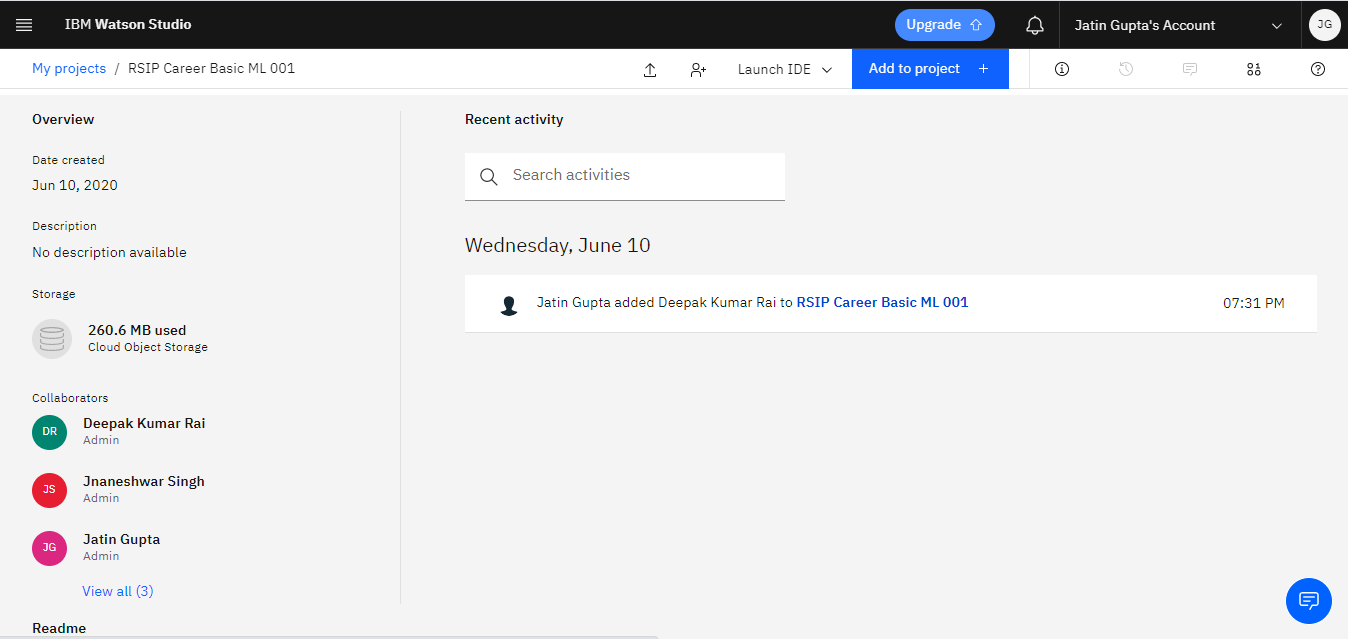 IBM Watson Studio
Upgrade
Jatin Gupta's Account
JG
My projects / RSIP Career Basic ML 001
Launch IDE
Add to project +
Overview
Date created
Jun 10, 2020
Description
No description available
Storage
260.6 MB used
Cloud Object Storage
Collaborators
DR
Deepak Kumar Rai
Admin
JS
Jnaneshwar Singh
Admin
JG
Jatin Gupta
Admin
View all (3)
Readme
Recent activity
Search activities
Wednesday, June 10
Jatin Gupta added Deepak Kumar Rai to RSIP Career Basic ML 001
07:31 PM